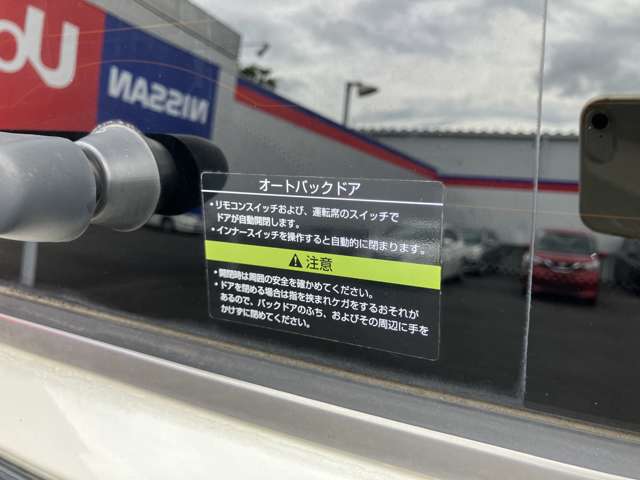 NISSAN
オートバックドア
・リモコンスイッチおよび、運転席のスイッチで
ドアが自動開閉します。
・インナースイッチを操作すると自動的に閉まります。
注意
・開閉時は周囲の安全を確かめてください。
・ドアを閉める場合は指を挟まれケガをするおそれが
あるので、バックドアのふち、およびその周辺に手を
かけずに閉めてください。